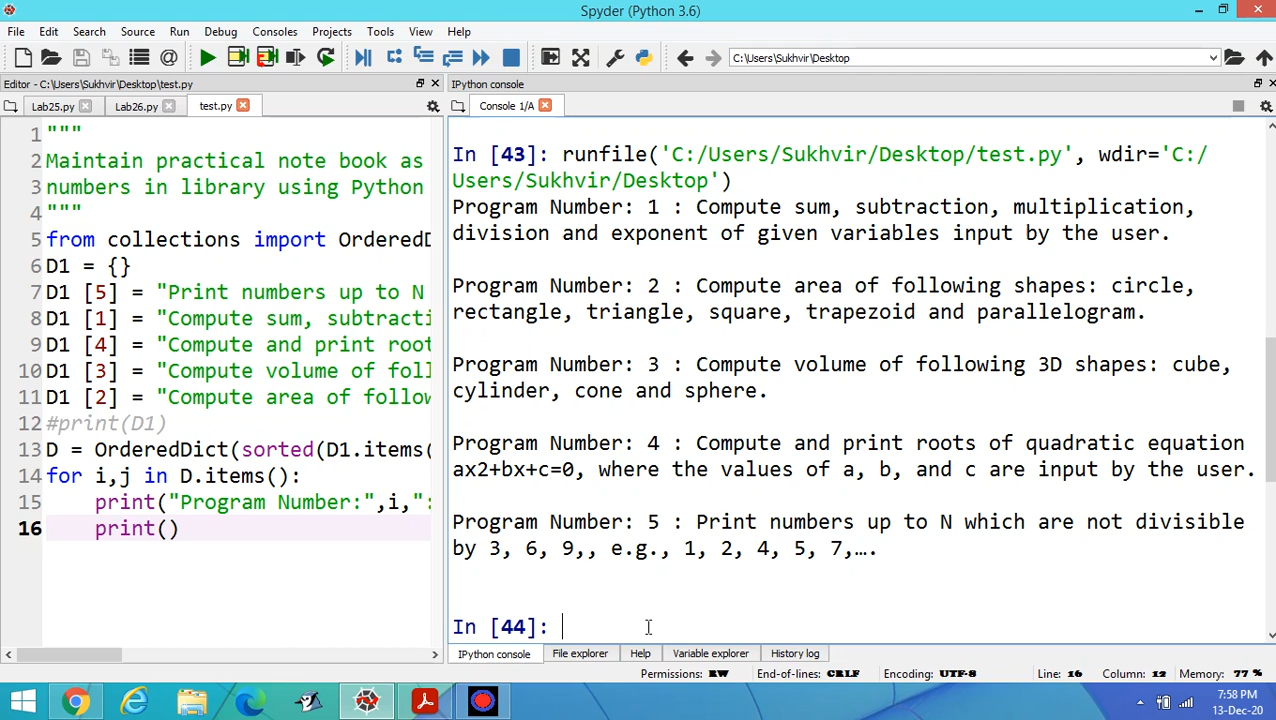 Spyder (Python 3.6)
File Edit Search Source Run Debug Consoles Projects Tools View Help
C:\Users\Sukhvir\Desktop
Editor - C:\Users\Sukhvir\Desktop\test.py
IPython console
Lab25.py Lab26.py test.py
Console 1/A
1 """
2 Maintain practical note book as
3 numbers in library using Python
4 """
5 from collections import OrderedD
6 D1 = {}
7 D1 [5] = "Print numbers up to N
8 D1 [1] = "Compute sum, subtracti
9 D1 [4] = "Compute and print root
10 D1 [3] = "Compute volume of foll
11 D1 [2] = "Compute area of follow
12 #print(D1)
13 D = OrderedDict(sorted(D1.items(
14 for i,j in D.items():
15 print("Program Number:",i,":
16 print()
In [43]: runfile('C:/Users/Sukhvir/Desktop/test.py', wdir='C:/
Users/Sukhvir/Desktop')
Program Number: 1 : Compute sum, subtraction, multiplication,
division and exponent of given variables input by the user.
Program Number: 2 : Compute area of following shapes: circle,
rectangle, triangle, square, trapezoid and parallelogram.
Program Number: 3 : Compute volume of following 3D shapes: cube,
cylinder, cone and sphere.
Program Number: 4 : Compute and print roots of quadratic equation
ax2+bx+c=0, where the values of a, b, and c are input by the user.
Program Number: 5 : Print numbers up to N which are not divisible
by 3, 6, 9,, e.g., 1, 2, 4, 5, 7,….
In [44]:
IPython console File explorer Help Variable explorer History log
Permissions: RW End-of-lines: CRLF Encoding: UTF-8 Line: 16 Column: 12 Memory: 77 %
7:58 PM
13-Dec-20